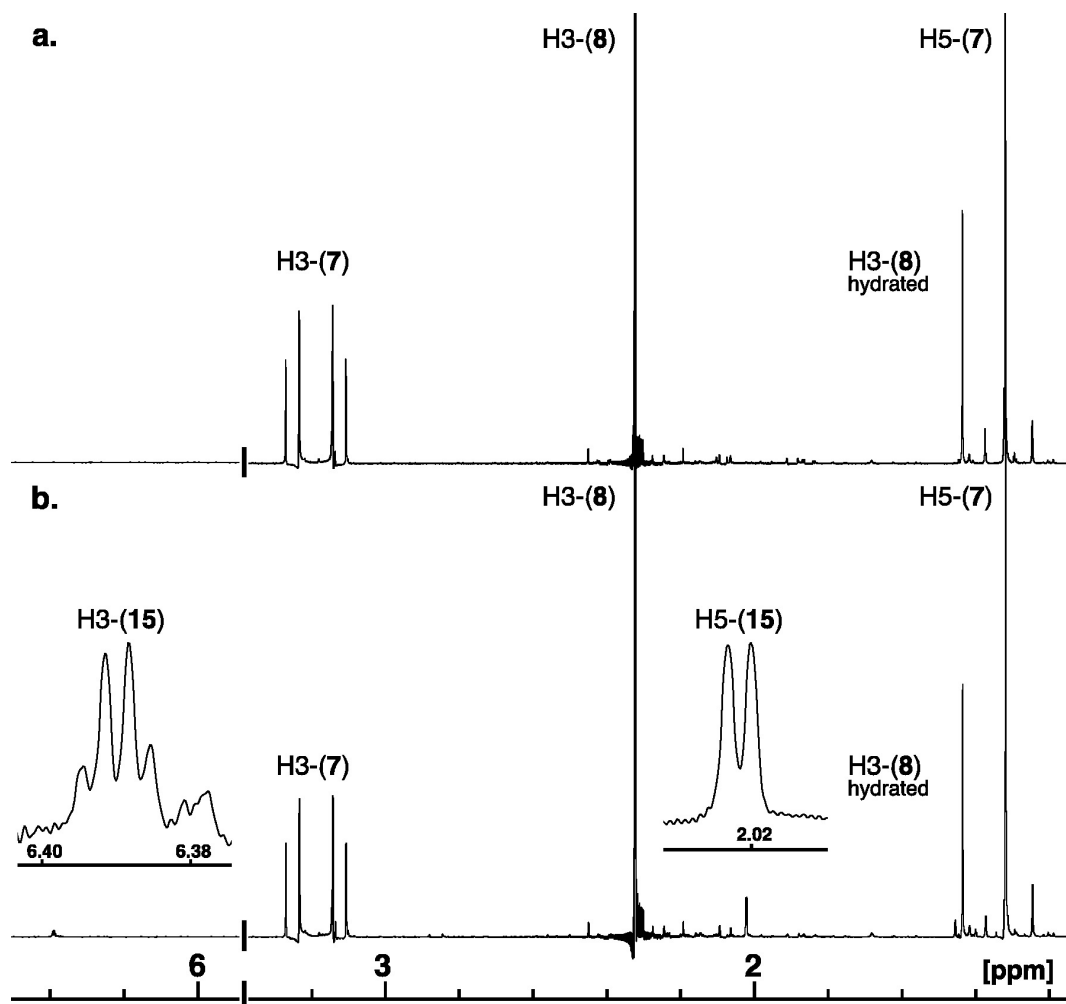 a.
H3-(8)
H5-(7)
H3-(7)
H3-(8)
hydrated
b.
H3-(8)
H5-(7)
H3-(15)
H5-(15)
H3-(7)
H3-(8)
hydrated
6.40
6.38
2.02
6
3
2
[ppm]